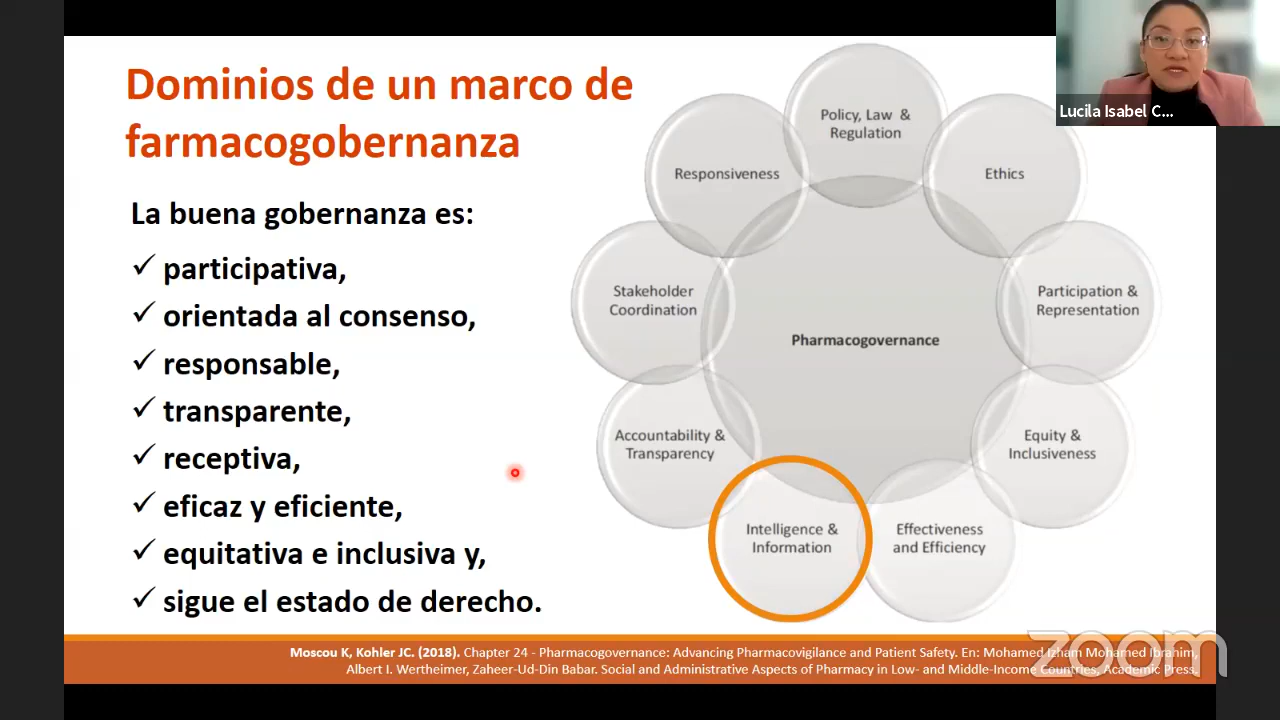 Dominios de un marco de
farmacogobernanza
La buena gobernanza es:
✓ participativa,
✓ orientada al consenso,
✓ responsable,
✓ transparente,
✓ receptiva,
✓ eficaz y eficiente,
✓ equitativa e inclusiva y,
✓ sigue el estado de derecho.
Policy, Law &
Regulation
Ethics
Participation &
Representation
Equity &
Inclusiveness
Effectiveness
and Efficiency
Intelligence &
Information
Accountability &
Transparency
Stakeholder
Coordination
Responsiveness
Pharmacogovernance
Lucila Isabel C...
Moscou K, Kohler JC. (2018). Chapter 24 - Pharmacogovernance: Advancing Pharmacovigilance and Patient Safety. En: Mohamed Izham Mohamed Ibrahim,
Albert I. Wertheimer, Zaheer-Ud-Din Babar. Social and Administrative Aspects of Pharmacy in Low- and Middle-Income Countries, Academic Press.
zoom